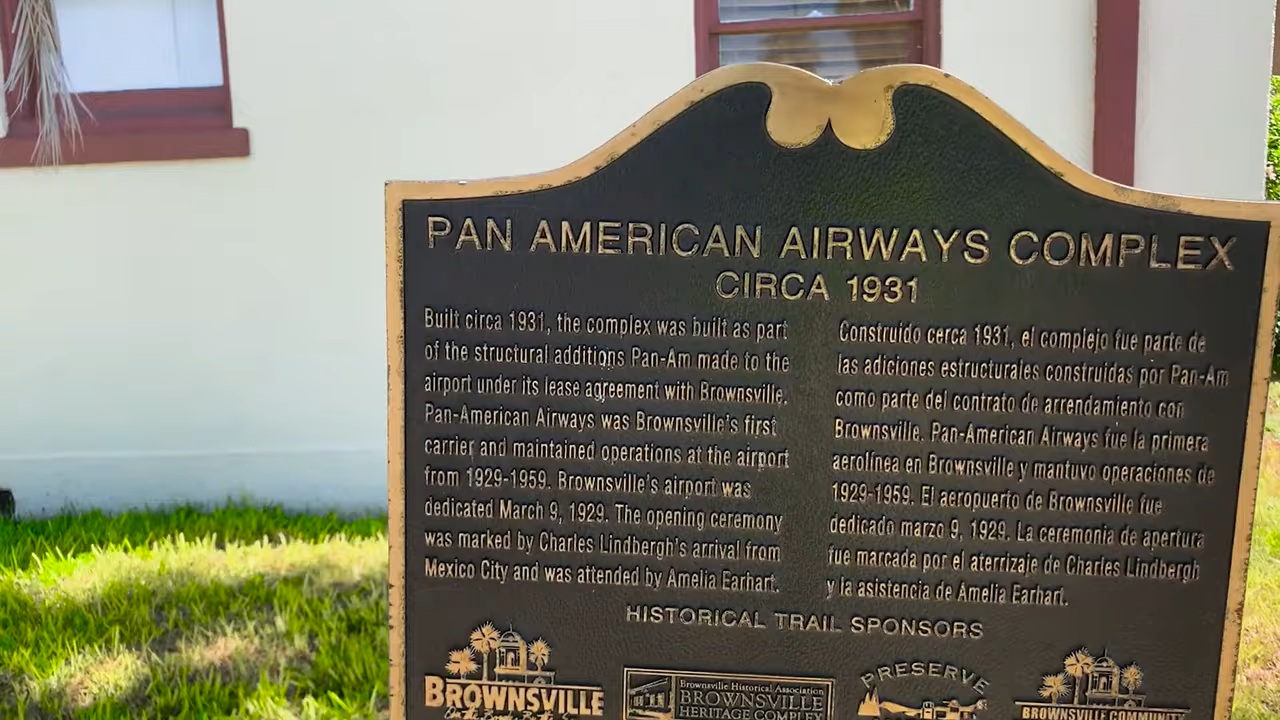 PAN AMERICAN AIRWAYS COMPLEX
CIRCA 1931
Built circa 1931, the complex was built as part
of the structural additions Pan-Am made to the
airport under its lease agreement with Brownsville.
Pan-American Airways was Brownsville's first
carrier and maintained operations at the airport
from 1929-1959. Brownsville's airport was
dedicated March 9, 1929. The opening ceremony
was marked by Charles Lindbergh's arrival from
Mexico City and was attended by Amelia Earhart.
Construido cerca 1931, el complejo fue parte de
las adiciones estructurales construidas por Pan-Am
como parte del contrato de arrendamiento con
Brownsville. Pan-American Airways fue la primera
aerolínea en Brownsville y mantuvo operaciones de
1929-1959. El aeropuerto de Brownsville fue
dedicado marzo 9, 1929. La ceremonia de apertura
fue marcada por el aterrizaje de Charles Lindbergh
y la asistencia de Amelia Earhart.
HISTORICAL TRAIL SPONSORS
BROWNSVILLE
Brownsville Historical Association
BROWNSVILLE
HERITAGE COMPLEX
PRESERVE
BROWNSVILLE COMMUNITY